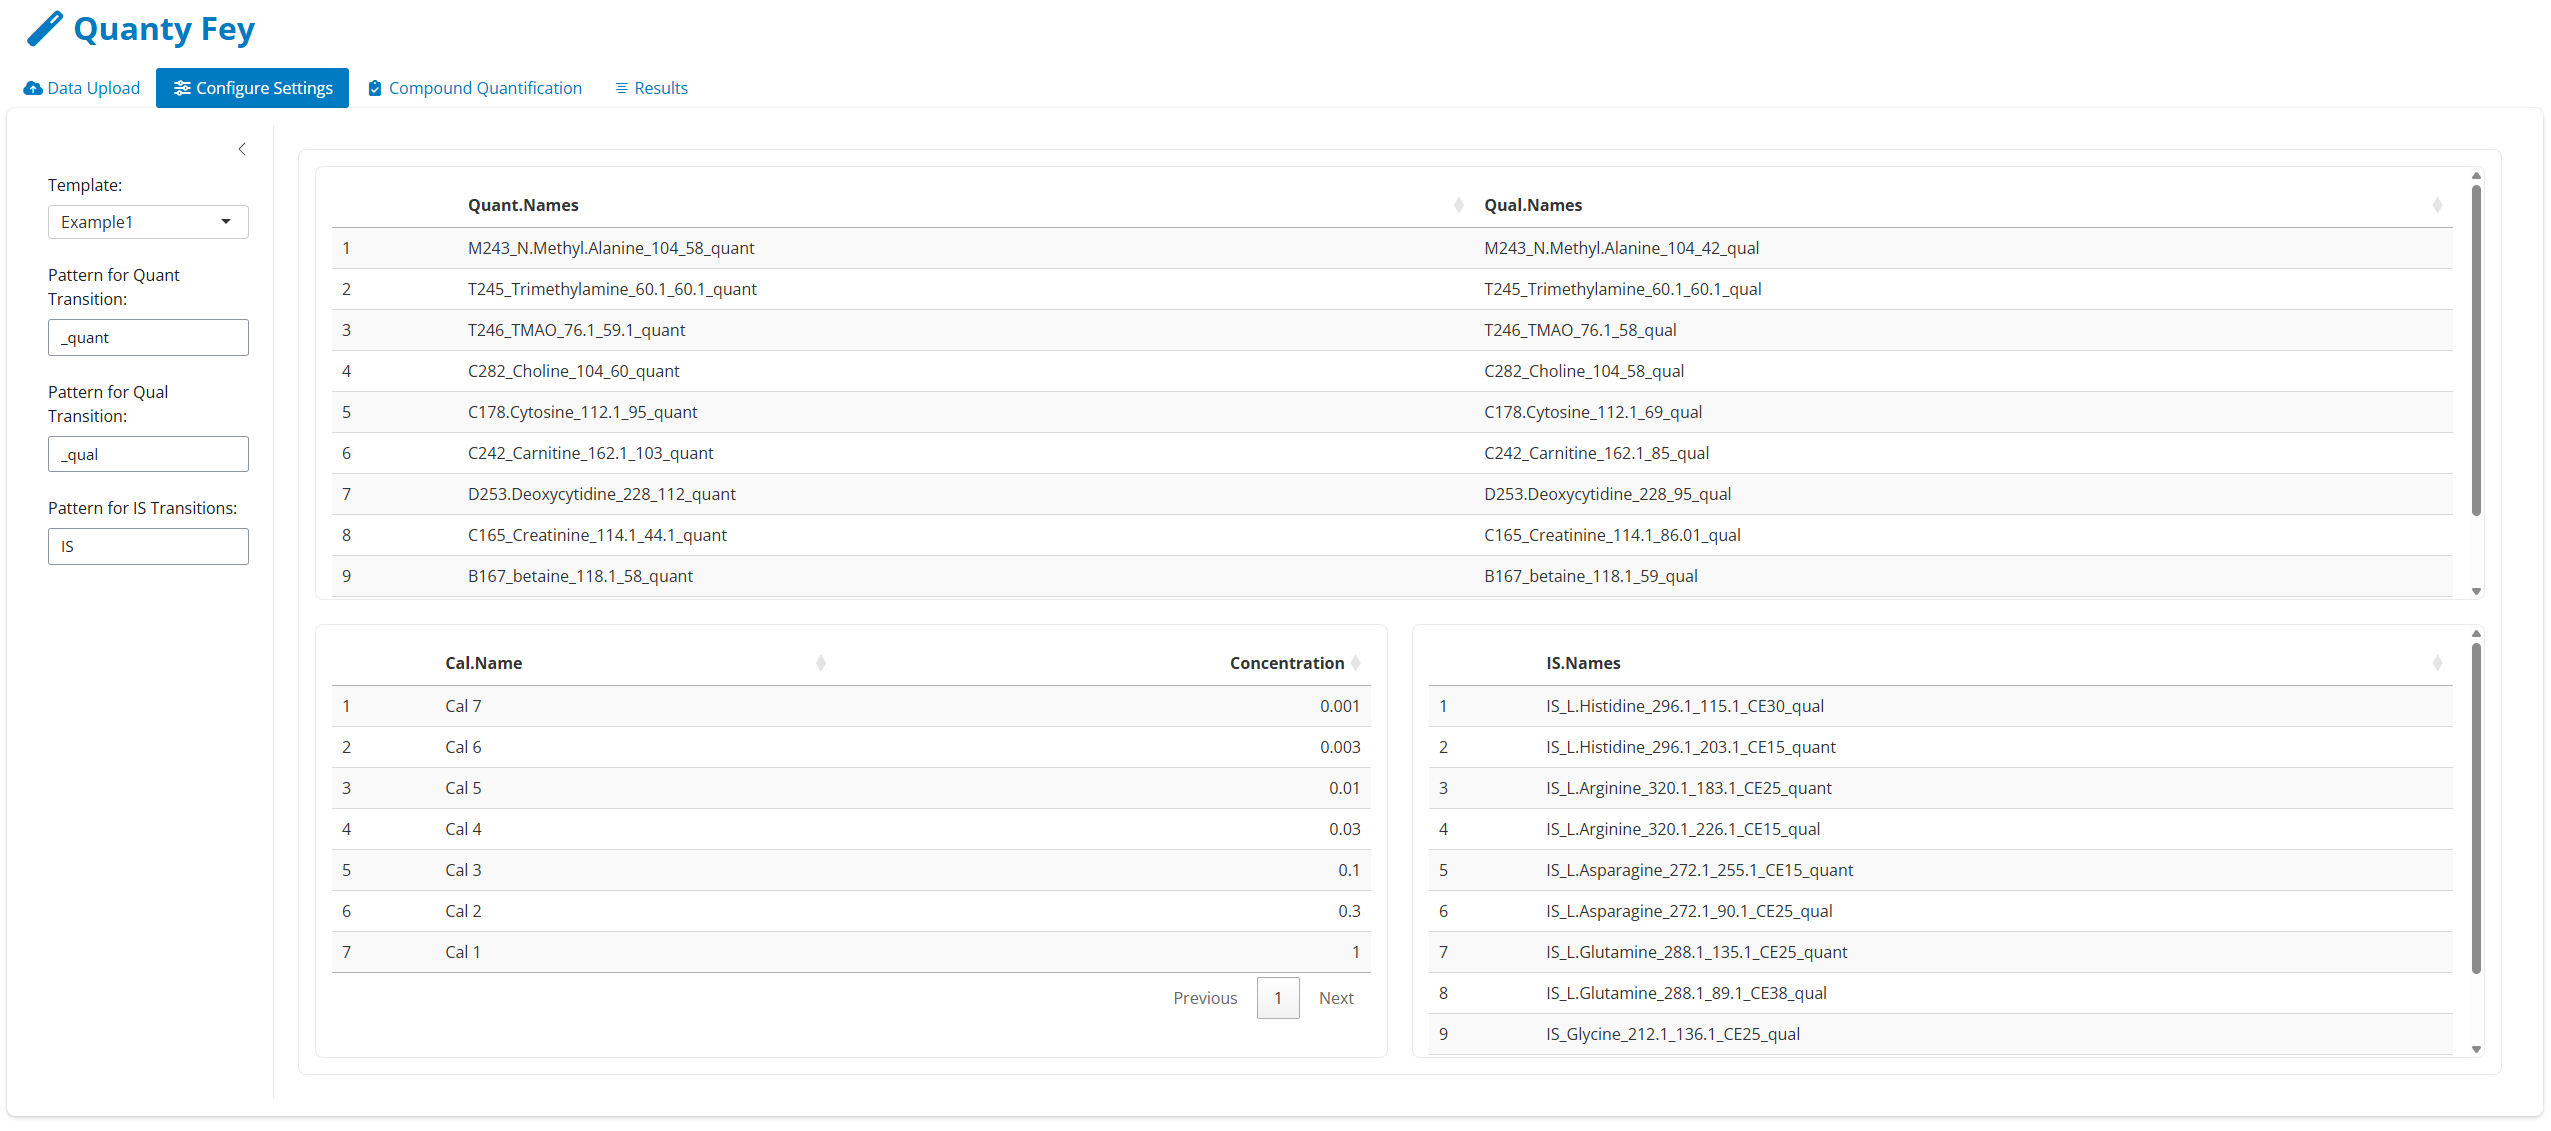 Quanty Fey
Data Upload Configure Settings Compound Quantification Results
Template:
Example1
Pattern for Quant
Transition:
_quant
Pattern for Qual
Transition:
_qual
Pattern for IS Transitions:
IS
Quant.Names Qual.Names
1 M243_N.Methyl.Alanine_104_58_quant M243_N.Methyl.Alanine_104_42_qual
2 T245_Trimethylamine_60.1_60.1_quant T245_Trimethylamine_60.1_60.1_qual
3 T246_TMAO_76.1_59.1_quant T246_TMAO_76.1_58_qual
4 C282_Choline_104_60_quant C282_Choline_104_58_qual
5 C178.Cytosine_112.1_95_quant C178.Cytosine_112.1_69_qual
6 C242_Carnitine_162.1_103_quant C242_Carnitine_162.1_85_qual
7 D253.Deoxycytidine_228_112_quant D253.Deoxycytidine_228_95_qual
8 C165_Creatinine_114.1_44.1_quant C165_Creatinine_114.1_86.01_qual
9 B167_betaine_118.1_58_quant B167_betaine_118.1_59_qual
Cal.Name Concentration
1 Cal 7 0.001
2 Cal 6 0.003
3 Cal 5 0.01
4 Cal 4 0.03
5 Cal 3 0.1
6 Cal 2 0.3
7 Cal 1 1
Previous 1 Next
IS.Names
1 IS_L.Histidine_296.1_115.1_CE30_qual
2 IS_L.Histidine_296.1_203.1_CE15_quant
3 IS_L.Arginine_320.1_183.1_CE25_quant
4 IS_L.Arginine_320.1_226.1_CE15_qual
5 IS_L.Asparagine_272.1_255.1_CE15_quant
6 IS_L.Asparagine_272.1_90.1_CE25_qual
7 IS_L.Glutamine_288.1_135.1_CE25_quant
8 IS_L.Glutamine_288.1_89.1_CE38_qual
9 IS_Glycine_212.1_136.1_CE25_qual